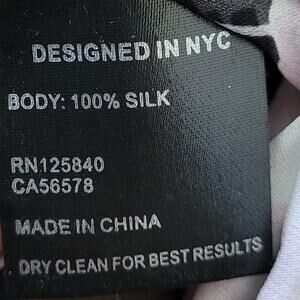 DESIGNED IN NYC
BODY: 100% SILK
RN125840
CA56578
MADE IN CHINA
DRY CLEAN FOR BEST RESULTS